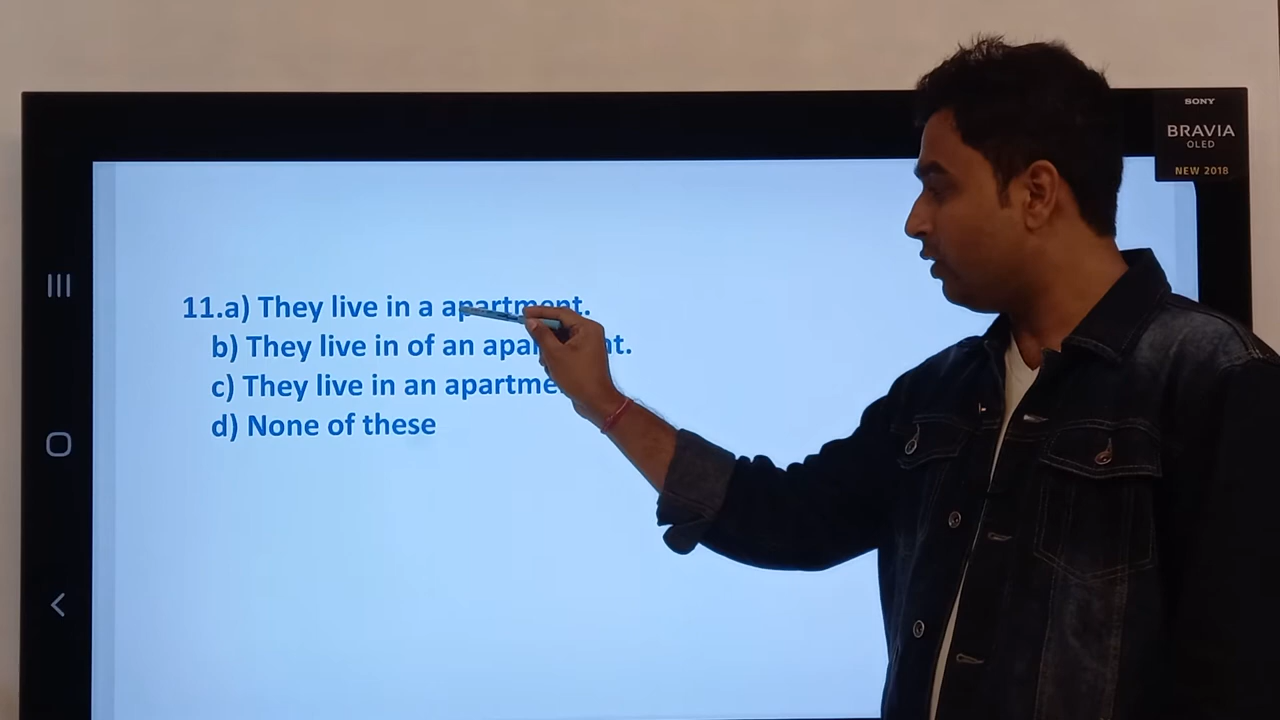 SONY
BRAVIA
OLED
NEW 2018
11.a) They live in a apartment.
b) They live in of an
c) They live in an
d) None of these